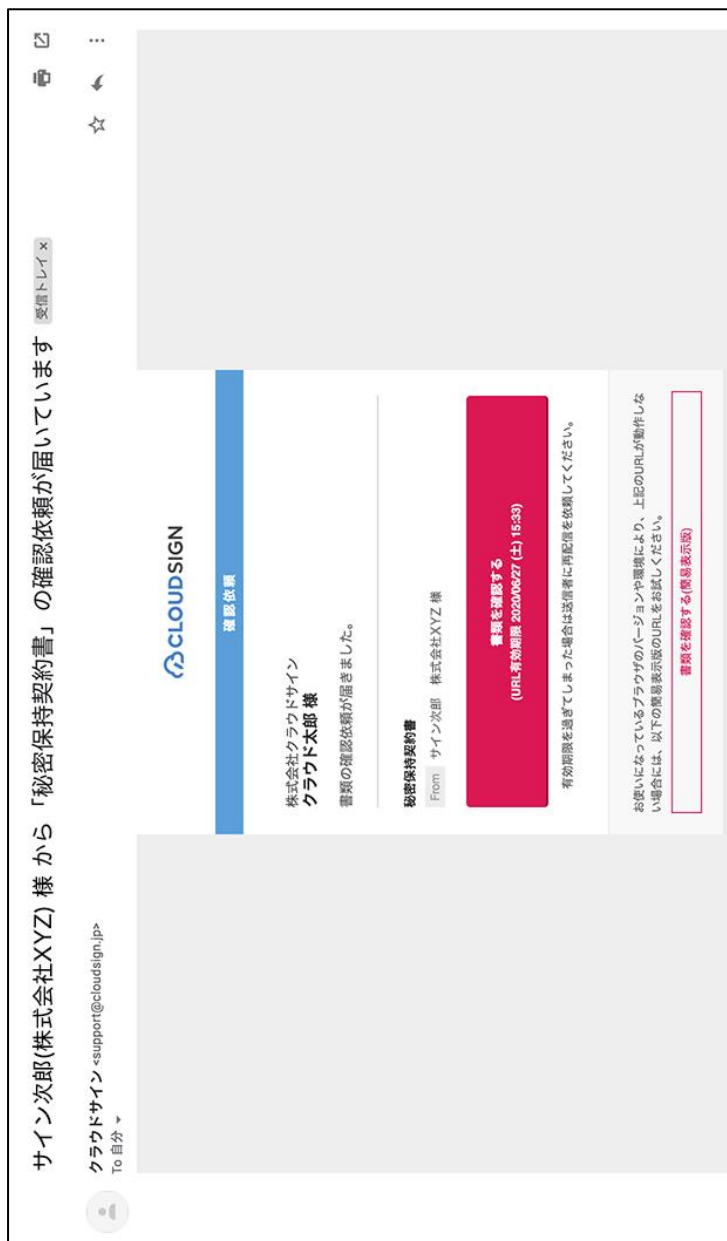 サイン次郎(株式会社XYZ) 様 から 「秘密保持契約書」 の確認依頼が届いています 受信トレイ ×
クラウドサイン <support@cloudsign.jp>
To 自分
CLOUDSIGN
確認依頼
株式会社クラウドサイン
クラウド太郎 様
書類の確認依頼が届きました。
秘密保持契約書
From サイン次郎 株式会社XYZ 様
書類を確認する
(URL有効期限 2020/06/27 (土) 15:33)
有効期限を過ぎてしまった場合は送信者に再配信を依頼してください。
お使いになっているブラウザのバージョンや環境により、上記のURLが動作しな
い場合には、以下の簡易表示版のURLをお試しください。
書類を確認する(簡易表示版)